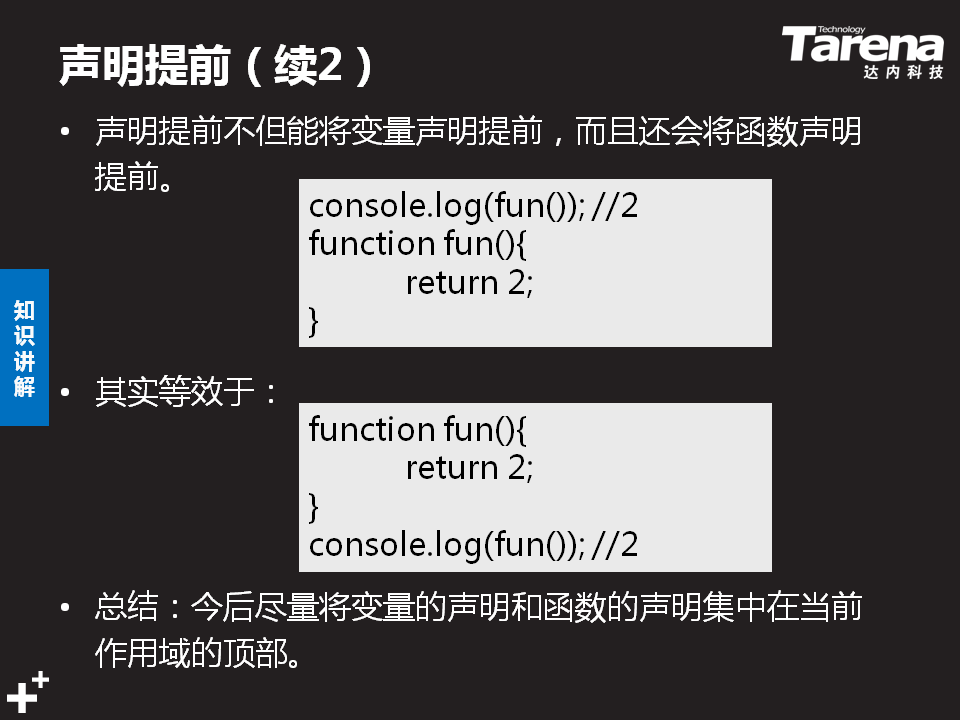 声明提前（续2）
Technology
Tarena
达内科技
• 声明提前不但能将变量声明提前，而且还会将函数声明
提前。
console.log(fun()); //2
function fun(){
return 2;
}
知
识
讲
解
• 其实等效于：
function fun(){
return 2;
}
console.log(fun()); //2
• 总结：今后尽量将变量的声明和函数的声明集中在当前
作用域的顶部。